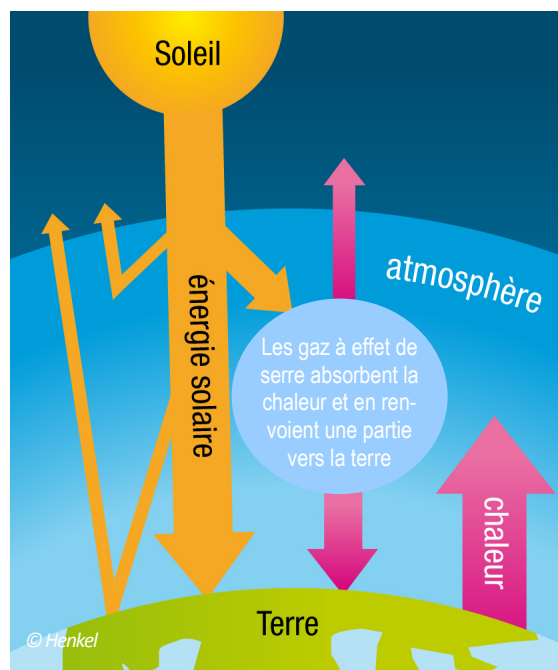 Soleil
énergie solaire
atmosphère
Les gaz à effet de
serre absorbent la
chaleur et en ren-
voient une partie
vers la terre
chaleur
Terre
© Henkel